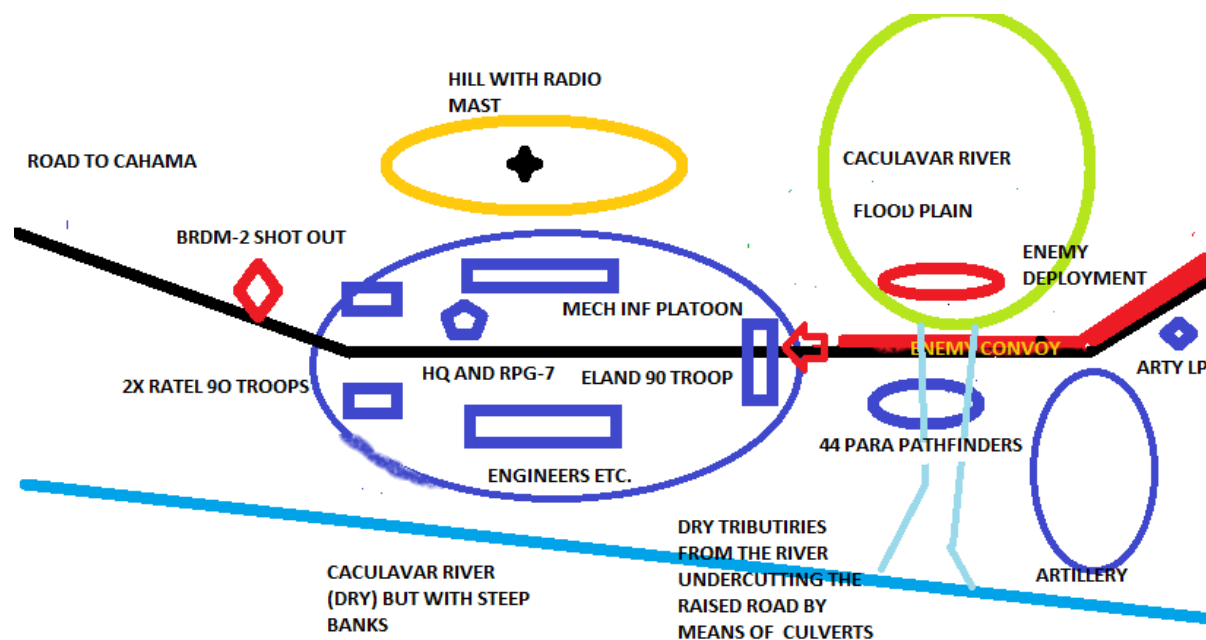 HILL WITH RADIO
MAST
ROAD TO CAHAMA
CACULAVAR RIVER
FLOOD PLAIN
BRDM-2 SHOT OUT
ENEMY
DEPLOYMENT
MECH INF PLATOON
ENEMY CONVOY
ARTY LP
2X RATEL 90 TROOPS
HQ AND RPG-7
ELAND 90 TROOP
44 PARA PATHFINDERS
ENGINEERS ETC.
DRY TRIBUTIRIES
FROM THE RIVER
UNDERCUTTING THE
RAISED ROAD BY
MEANS OF CULVERTS
ARTILLERY
CACULAVAR RIVER
(DRY) BUT WITH STEEP
BANKS